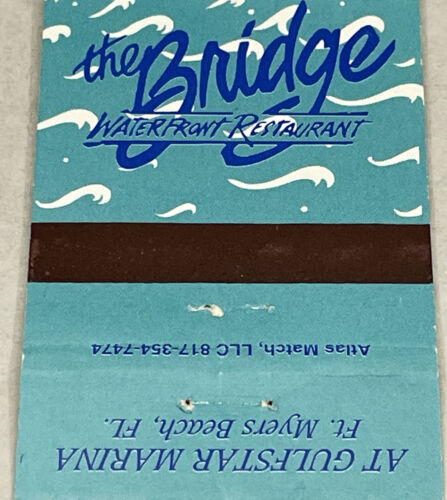 the Bridge
WATERFRONT RESTAURANT
Atlas Match, LLC 817-354-7474
AT GULFSTAR MARINA
Ft. Myers Beach, FL.